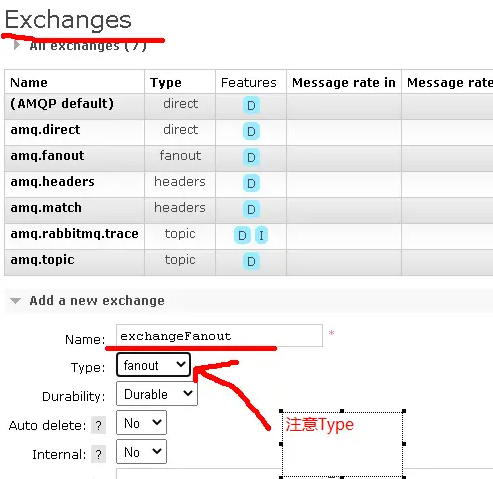 Exchanges
All exchanges (7)
Name Type Features Message rate in Message rate
(AMQP default) direct D
amq.direct direct D
amq.fanout fanout D
amq.headers headers D
amq.match headers D
amq.rabbitmq.trace topic D I
amq.topic topic D
Add a new exchange
Name: exchangeFanout *
Type: fanout
Durability: Durable
Auto delete: ? No
注意Type
Internal: ? No